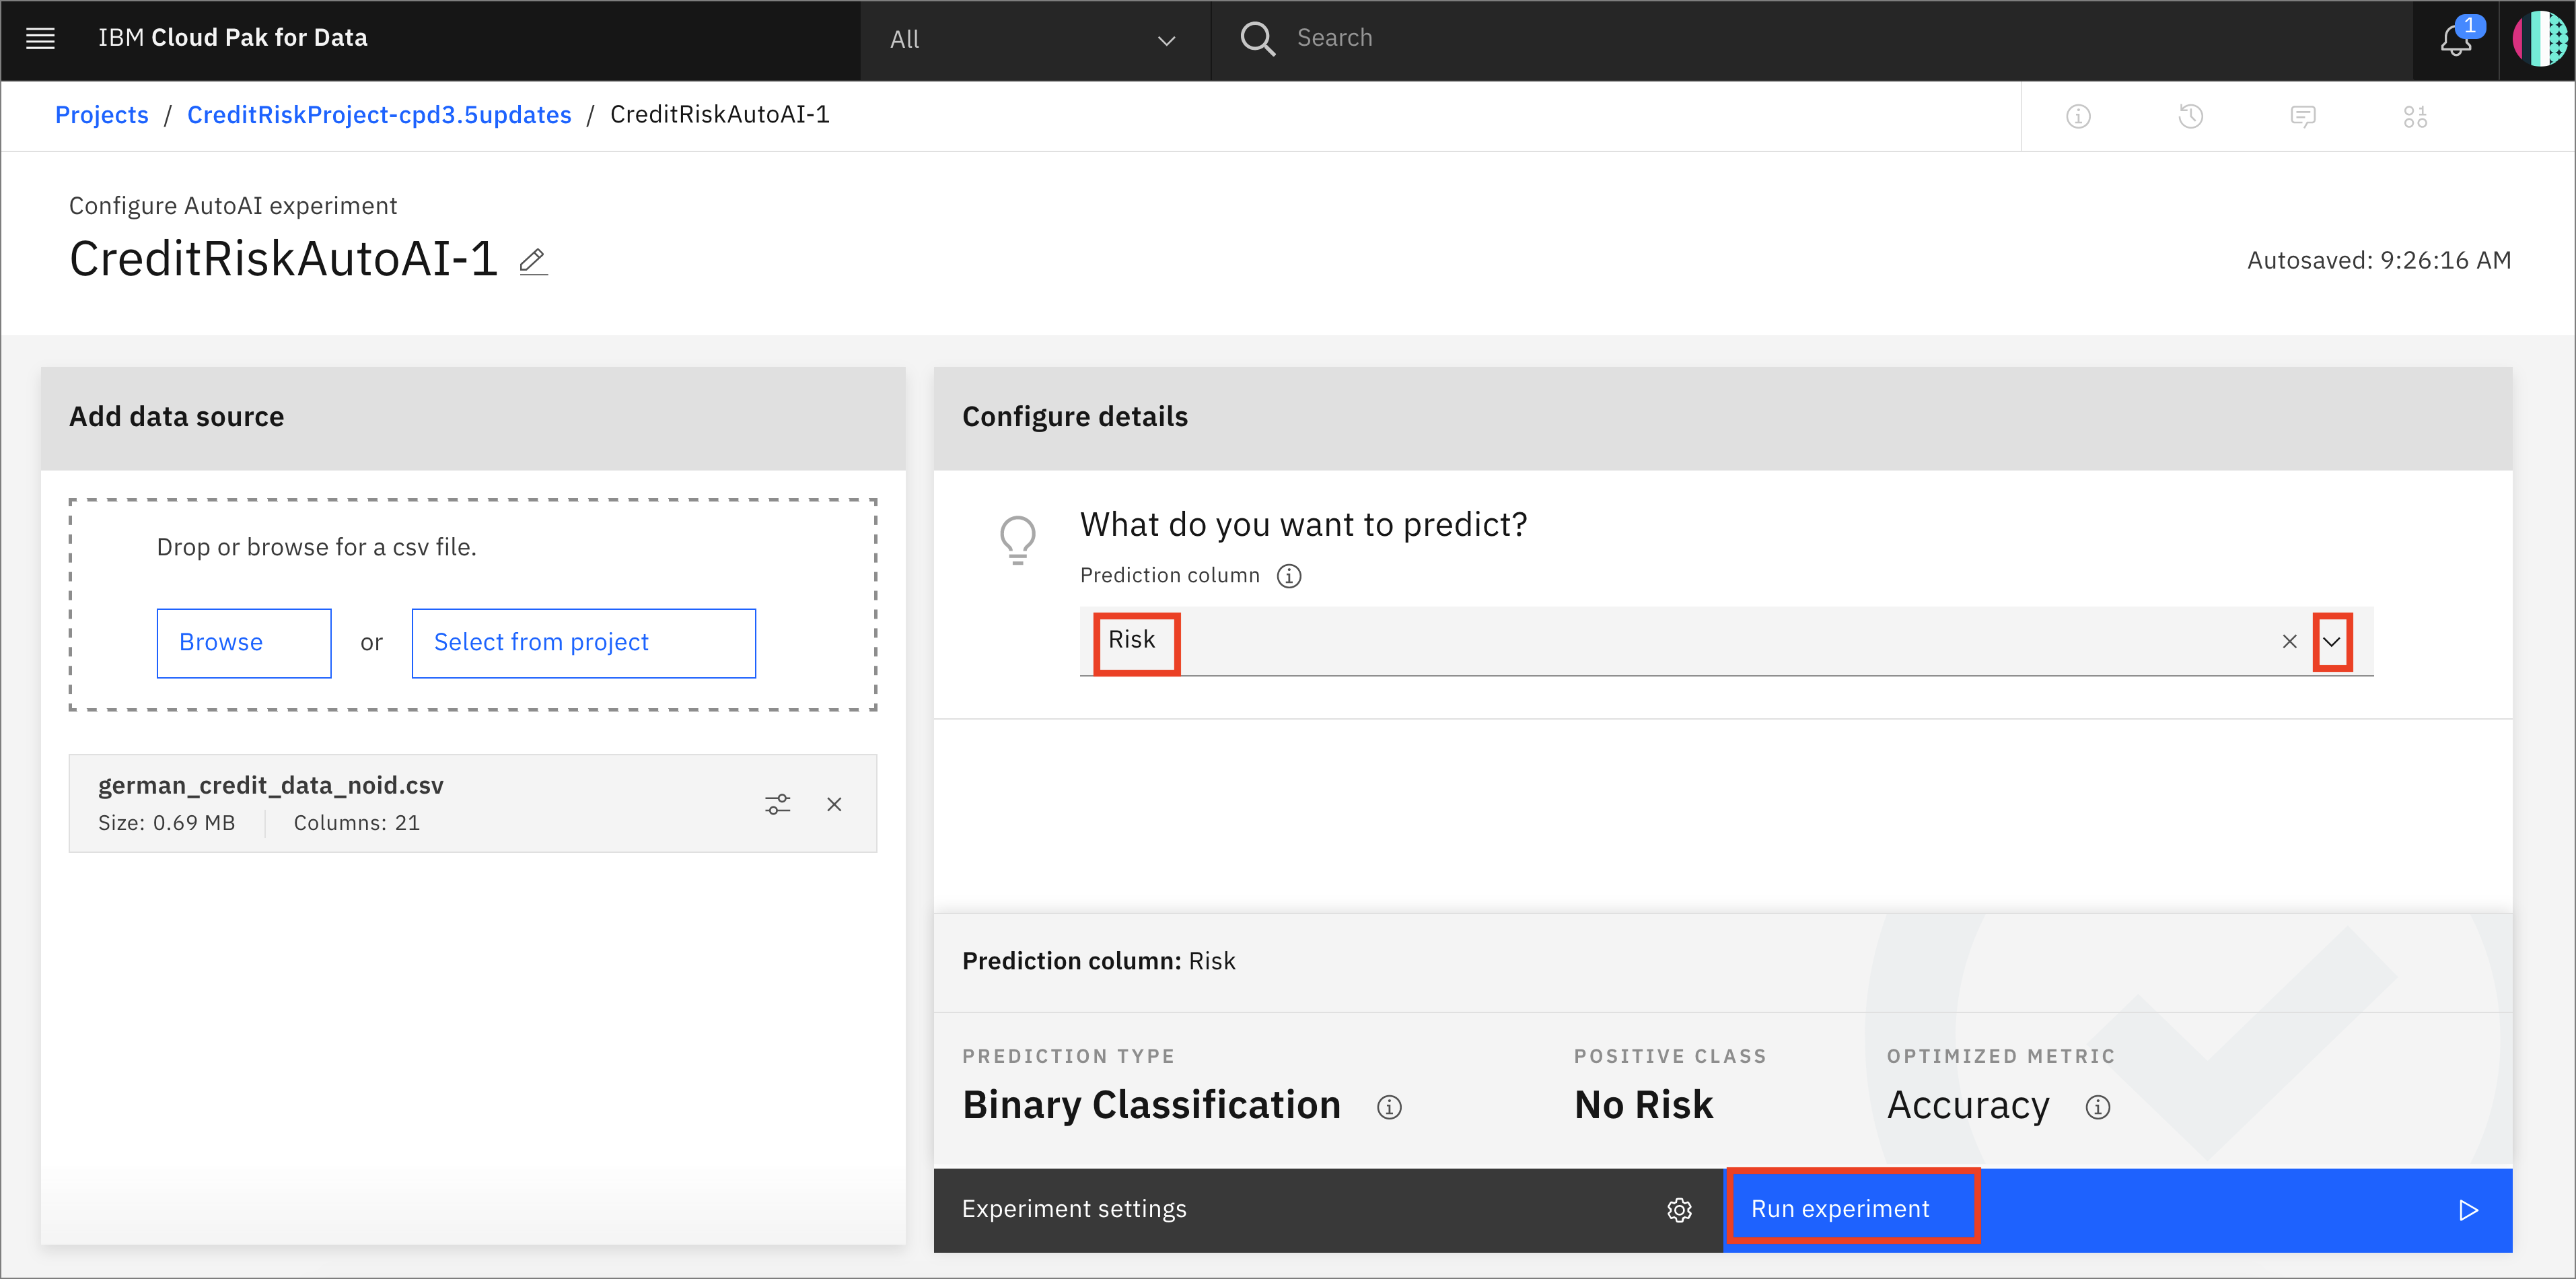 IBM Cloud Pak for Data
All
Search
1
Projects / CreditRiskProject-cpd3.5updates / CreditRiskAutoAI-1
Configure AutoAI experiment
CreditRiskAutoAI-1
Autosaved: 9:26:16 AM
Add data source
Drop or browse for a csv file.
Browse or Select from project
german_credit_data_noid.csv
Size: 0.69 MB Columns: 21
Configure details
What do you want to predict?
Prediction column
Risk
Prediction column: Risk
PREDICTION TYPE POSITIVE CLASS OPTIMIZED METRIC
Binary Classification No Risk Accuracy
Experiment settings
Run experiment